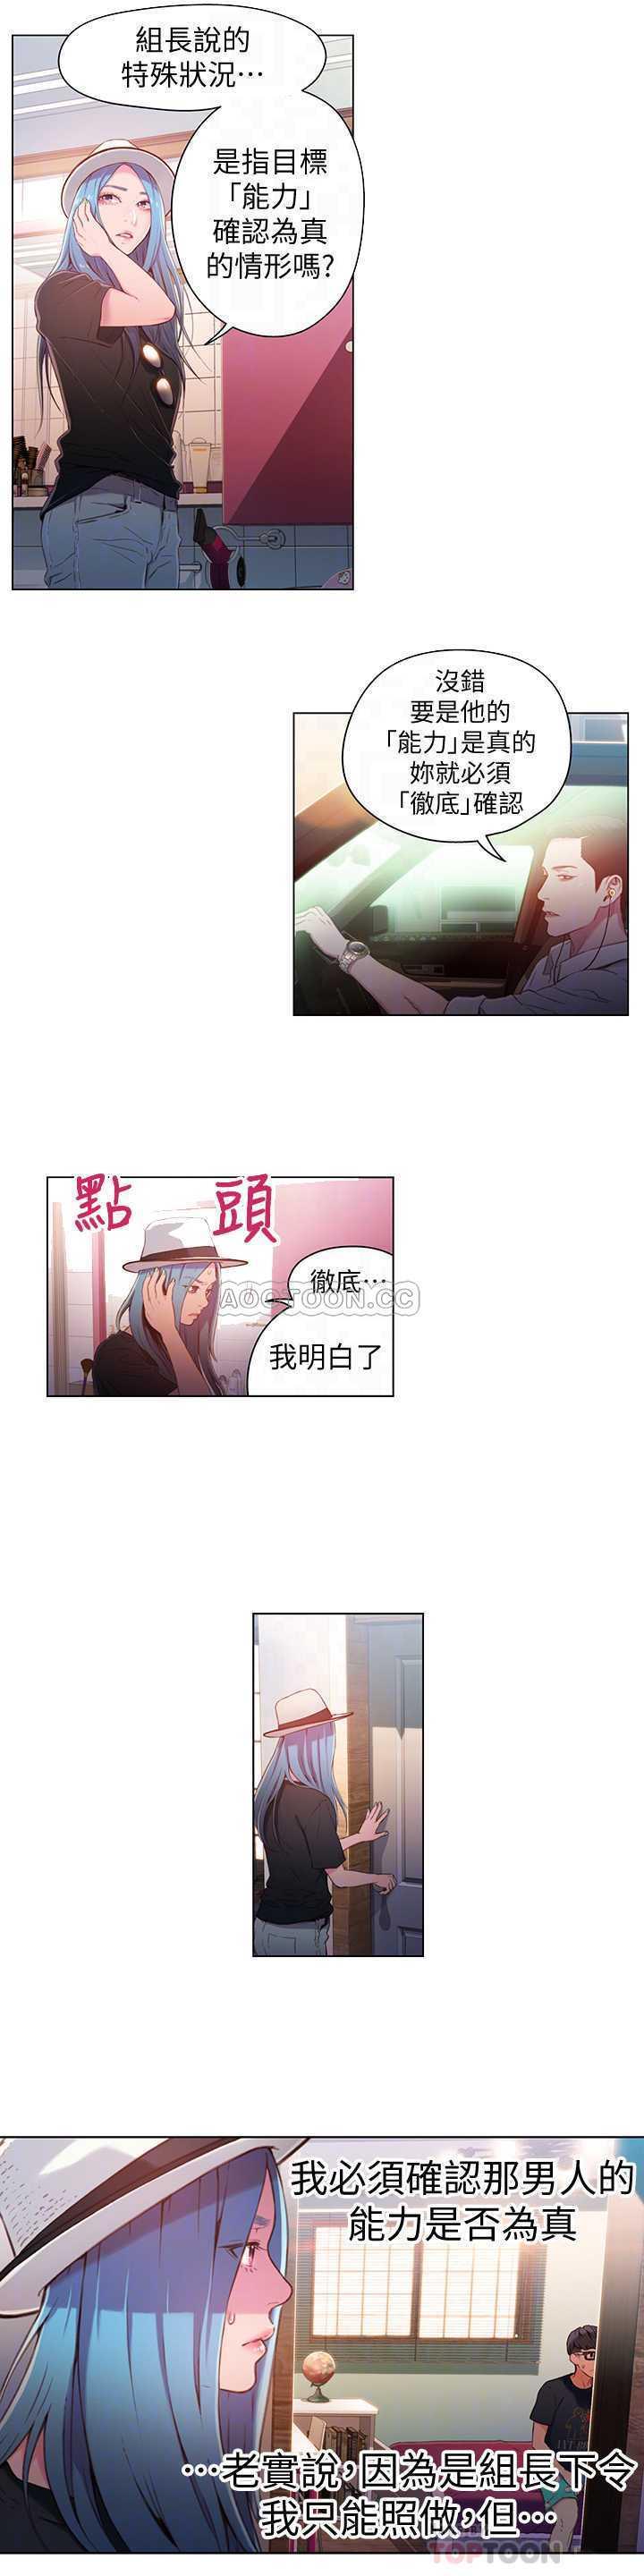 組長說的
特殊狀況…
是指目標
「能力」
確認為真
的情形嗎?
沒錯
要是他的
「能力」是真的
妳就必須
「徹底」確認
點頭
徹底…
AOQTOON.CC
我明白了
我必須確認那男人的
能力是否為真
…老實說,因為是組長下令
我只能照做,但…
TOPTOON